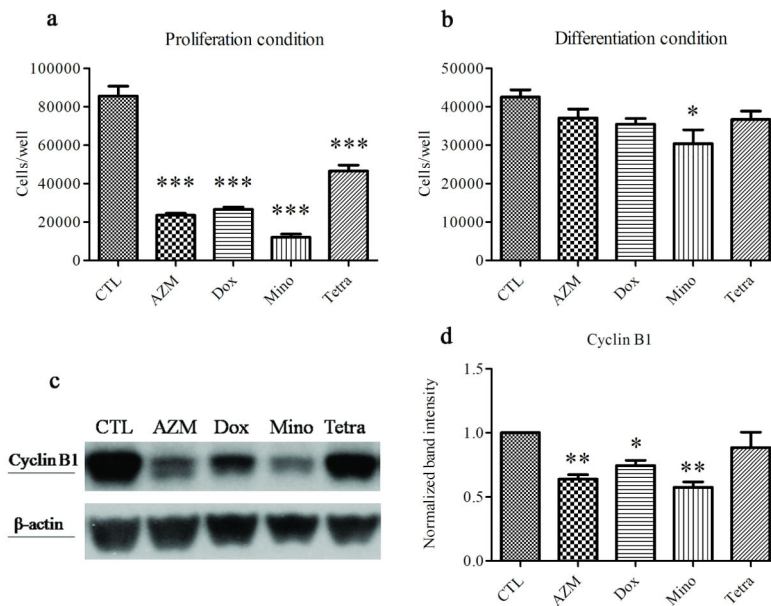 a
Proliferation condition
Cells/well
100000
80000
60000
40000
20000
0
***
***
***
***
CTL
AZM
Dox
Mino
Tetra
b
Differentiation condition
Cells/well
50000
40000
30000
20000
10000
0
*
CTL
AZM
Dox
Mino
Tetra
c
CTL AZM Dox Mino Tetra
Cyclin B1
β-actin
d
Cyclin B1
Normalized band intensity
1.5
1.0
0.5
0.0
**
*
**
CTL
AZM
Dox
Mino
Tetra